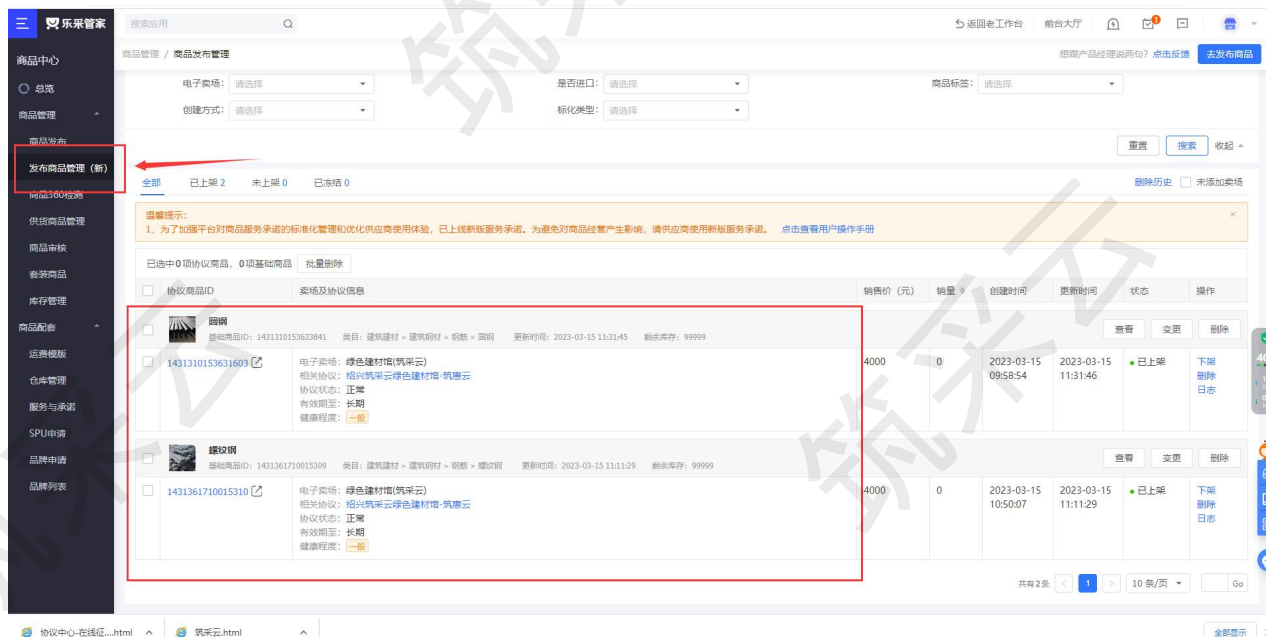 乐采管家
搜索应用
返回老工作台 前台大厅
商品管理 / 商品发布管理
想跟产品经理说两句? 点击反馈 去发布商品
商品中心
总览
商品管理
商品发布
发布商品管理 (新)
商品360检测
供货商品管理
商品审核
套装商品
库存管理
商品配套
运费模版
仓库管理
服务与承诺
SPU申请
品牌申请
品牌列表
电子卖场: 请选择 是否进口: 请选择 商品标签: 请选择
创建方式: 请选择 标化类型: 请选择
重置 搜索 收起
全部 已上架 2 未上架 0 已冻结 0 删除历史 未添加卖场
温馨提示:
1、为了加强平台对商品服务承诺的标准化管理和优化供应商使用体验,已上线新版服务承诺。为避免对商品经营产生影响,请供应商使用新版服务承诺。 点击查看用户操作手册
已选中0项协议商品, 0项基础商品 批量删除
协议商品ID 卖场及协议信息 销售价 (元) 销量 创建时间 更新时间 状态 操作
圆钢
基础商品ID: 1431310153633841 类目: 建筑建材 > 建筑钢材 > 钢筋 > 圆钢 更新时间: 2023-03-15 11:31:45 剩余库存: 99999 查看 变更 删除
1431310153631603 电子卖场: 绿色建材馆(筑采云) 4000 0 2023-03-15 09:58:54 2023-03-15 11:31:46 已上架 下架 删除 日志
相关协议: 绍兴筑采云绿色建材馆-筑惠云
协议状态: 正常
有效期至: 长期
健康程度: 一般
螺纹钢
基础商品ID: 1431361710015309 类目: 建筑建材 > 建筑钢材 > 钢筋 > 螺纹钢 更新时间: 2023-03-15 11:11:29 剩余库存: 99999 查看 变更 删除
1431361710015310 电子卖场: 绿色建材馆(筑采云) 4000 0 2023-03-15 10:50:07 2023-03-15 11:11:29 已上架 下架 删除 日志
相关协议: 绍兴筑采云绿色建材馆-筑惠云
协议状态: 正常
有效期至: 长期
健康程度: 一般
共有2条 1 10 条/页 Go
协议中心-在线征....html 筑采云.html 全部显示
筑采云